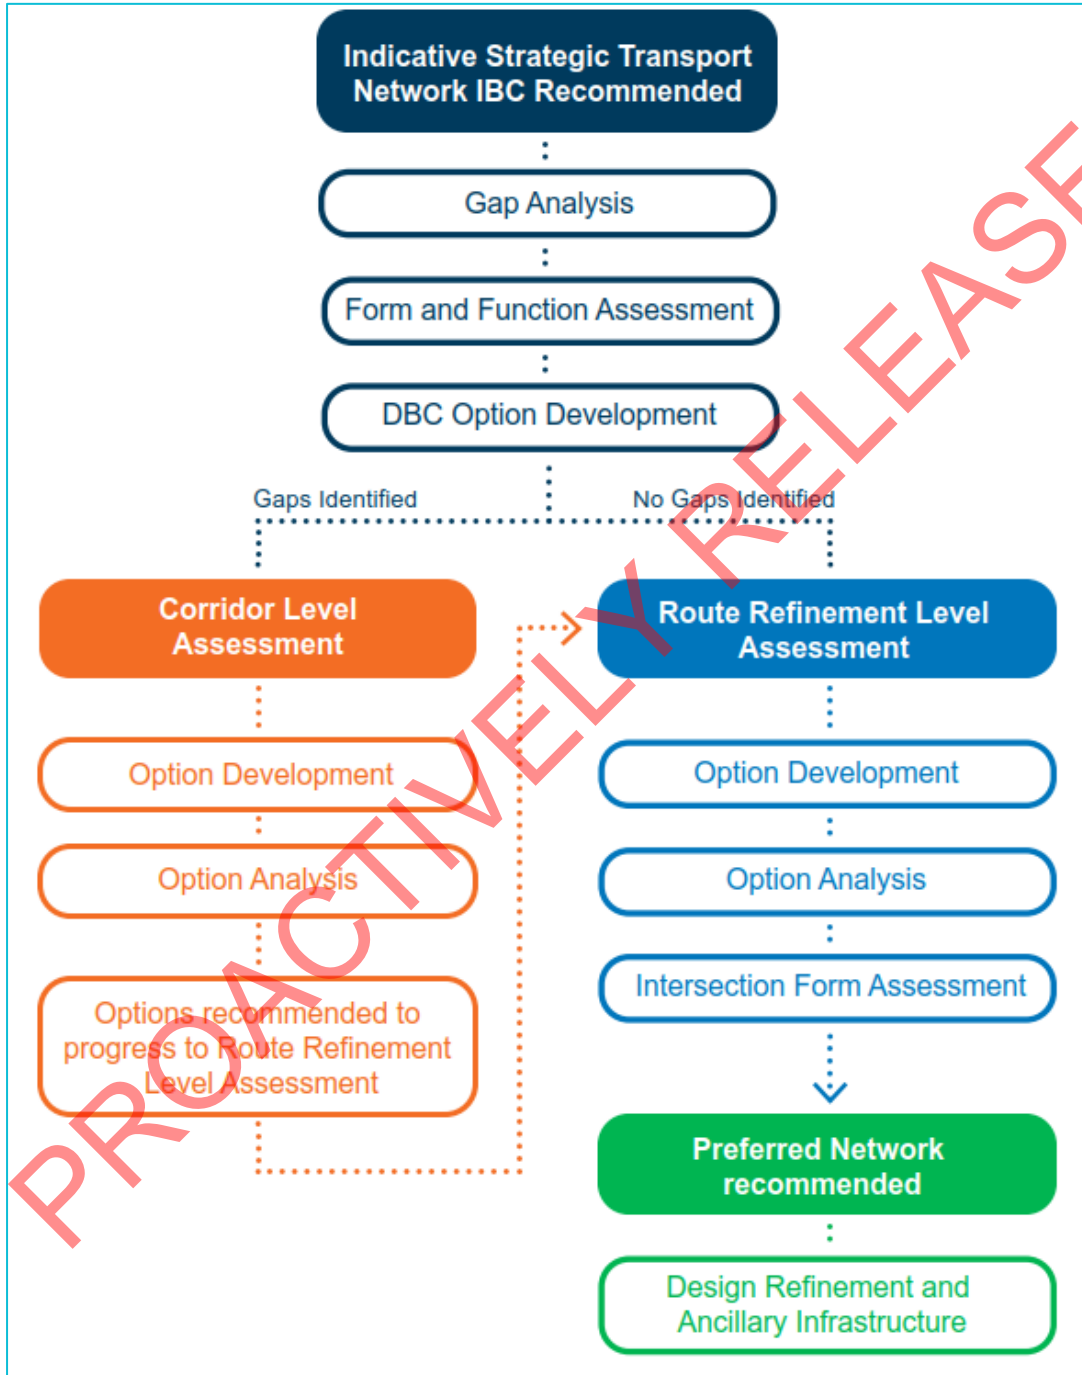 Indicative Strategic Transport
Network IBC Recommended
Gap Analysis
Form and Function Assessment
DBC Option Development
Gaps Identified
No Gaps Identified
Corridor Level
Assessment
Option Development
Option Analysis
Options recommended to
progress to Route Refinement
Level Assessment
Route Refinement Level
Assessment
Option Development
Option Analysis
Intersection Form Assessment
Preferred Network
recommended
Design Refinement and
Ancillary Infrastructure
PROACTIVELY RELEASE